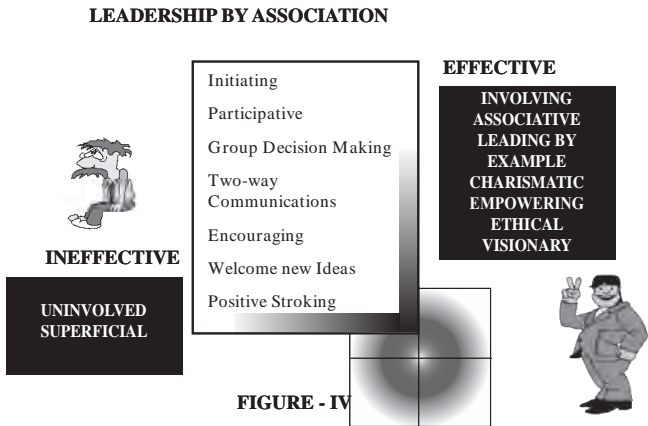 LEADERSHIP BY ASSOCIATION
Initiating
Participative
Group Decision Making
Two-way
Communications
Encouraging
Welcome new Ideas
Positive Stroking
EFFECTIVE
INVOLVING
ASSOCIATIVE
LEADING BY
EXAMPLE
CHARISMATIC
EMPOWERING
ETHICAL
VISIONARY
INEFFECTIVE
UNINVOLVED
SUPERFICIAL
FIGURE - IV